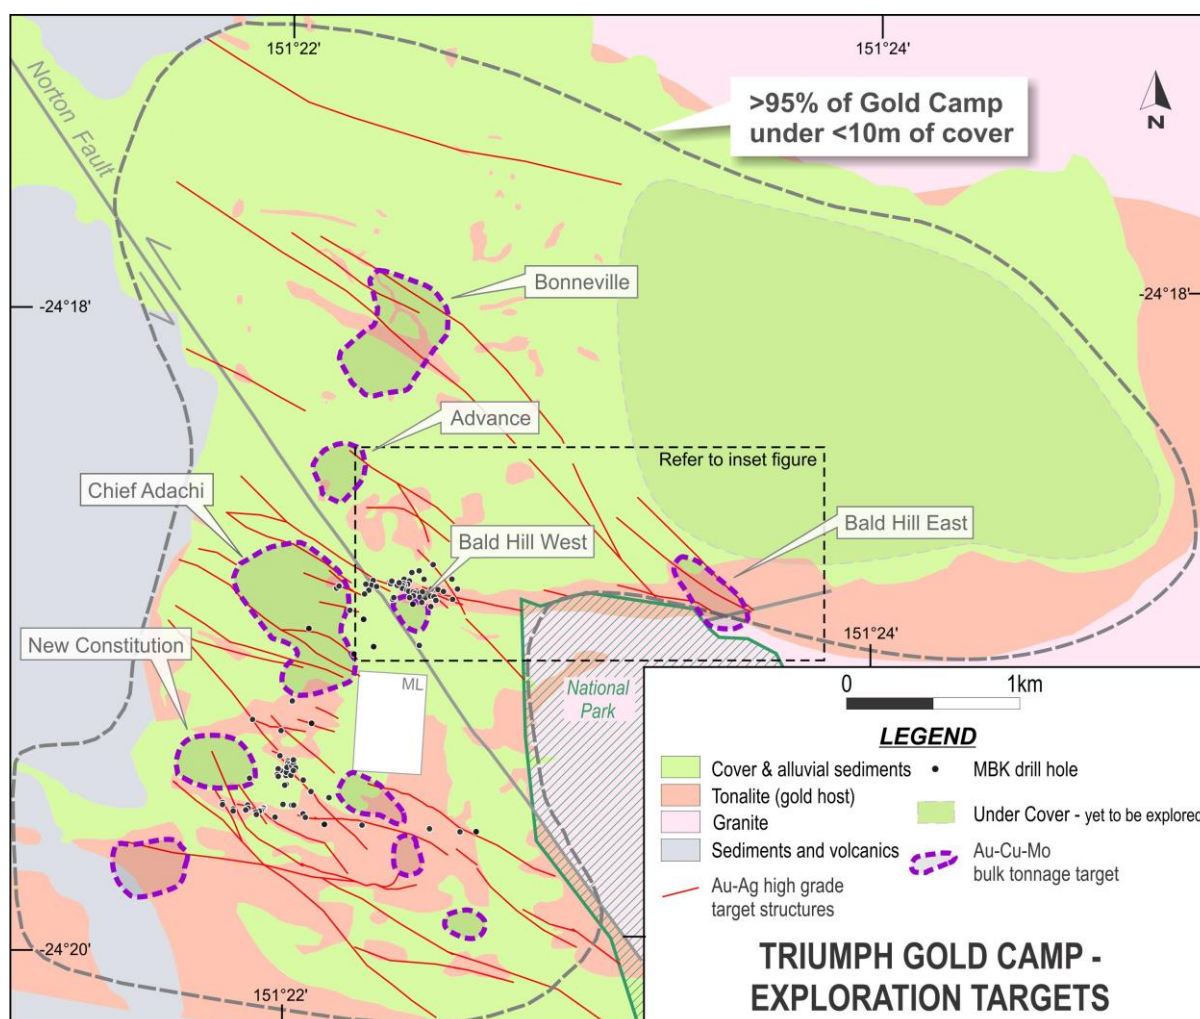 151°22'
151°24'
Norton Fault
>95% of Gold Camp
under <10m of cover
N
-24°18'
-24°18'
Bonneville
Advance
Refer to inset figure
Chief Adachi
Bald Hill West
Bald Hill East
New Constitution
ML
151°24'
National
Park
0 1km
LEGEND
Cover & alluvial sediments
MBK drill hole
Tonalite (gold host)
Under Cover - yet to be explored
Granite
Sediments and volcanics
Au-Cu-Mo
bulk tonnage target
Au-Ag high grade
target structures
-24°20'
151°22'
TRIUMPH GOLD CAMP -
EXPLORATION TARGETS